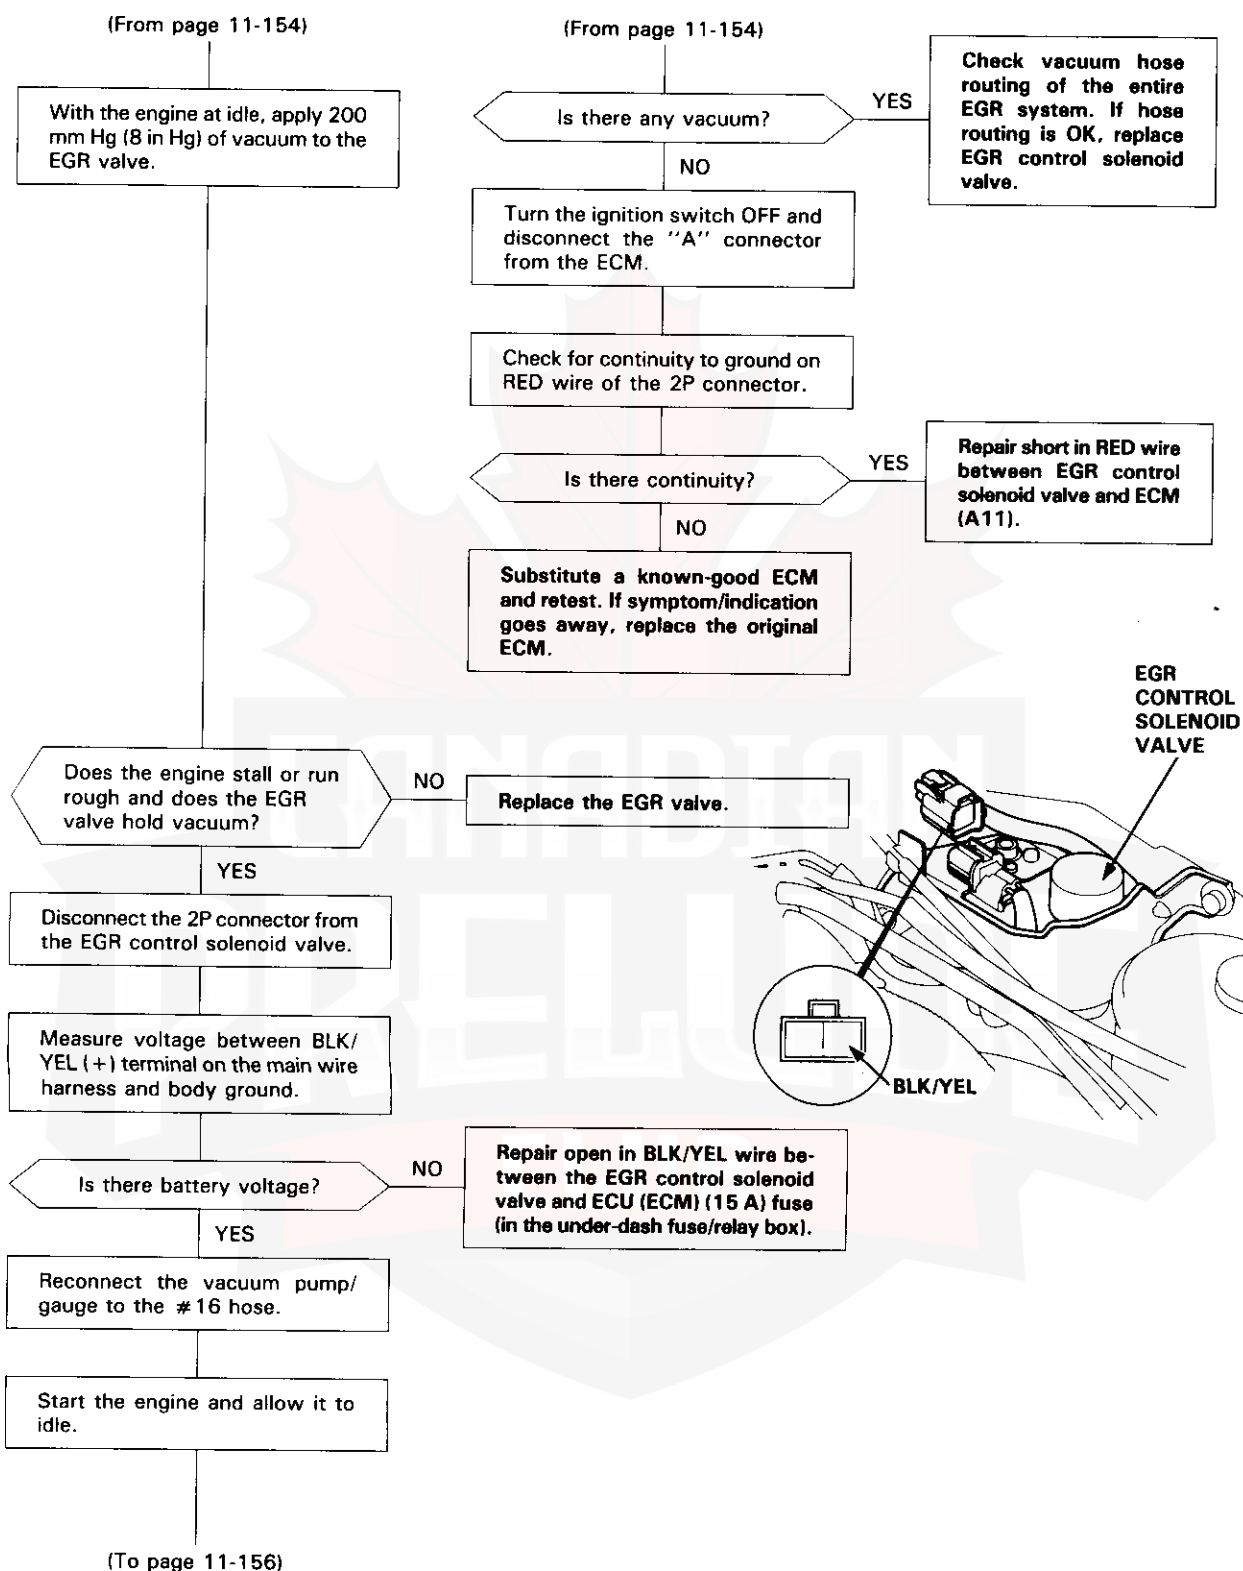 (From page 11-154)
With the engine at idle, apply 200
mm Hg (8 in Hg) of vacuum to the
EGR valve.
Does the engine stall or run
rough and does the EGR
valve hold vacuum?
NO
Replace the EGR valve.
YES
Disconnect the 2P connector from
the EGR control solenoid valve.
Measure voltage between BLK/
YEL (+) terminal on the main wire
harness and body ground.
Is there battery voltage?
NO
Repair open in BLK/YEL wire be-
tween the EGR control solenoid
valve and ECU (ECM) (15 A) fuse
(in the under-dash fuse/relay box).
YES
Reconnect the vacuum pump/
gauge to the #16 hose.
Start the engine and allow it to
idle.
(To page 11-156)
(From page 11-154)
Is there any vacuum?
YES
Check vacuum hose
routing of the entire
EGR system. If hose
routing is OK, replace
EGR control solenoid
valve.
NO
Turn the ignition switch OFF and
disconnect the "A" connector
from the ECM.
Check for continuity to ground on
RED wire of the 2P connector.
Is there continuity?
YES
Repair short in RED wire
between EGR control
solenoid valve and ECM
(A11).
NO
Substitute a known-good ECM
and retest. If symptom/indication
goes away, replace the original
ECM.
EGR
CONTROL
SOLENOID
VALVE
BLK/YEL
CANADIAN
PRELUDE